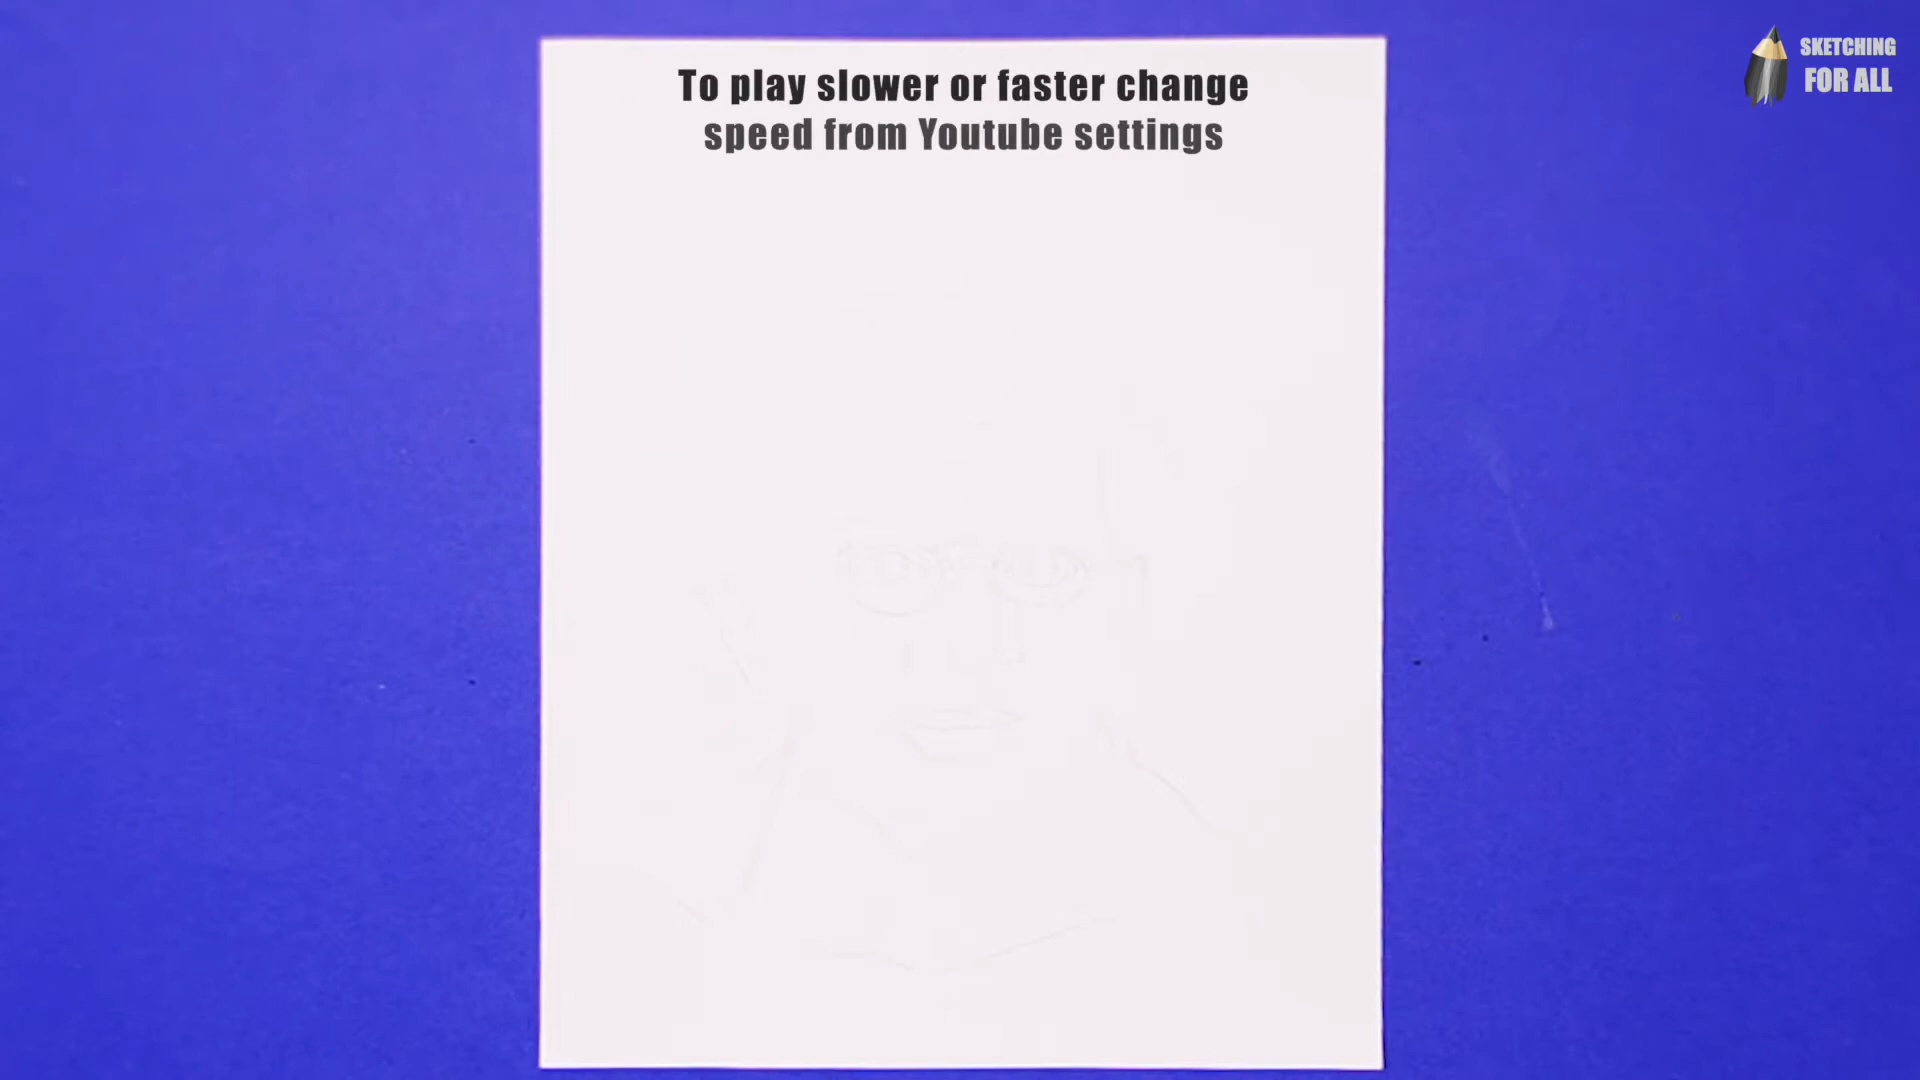 To play slower or faster change
speed from Youtube settings
SKETCHING
FOR ALL